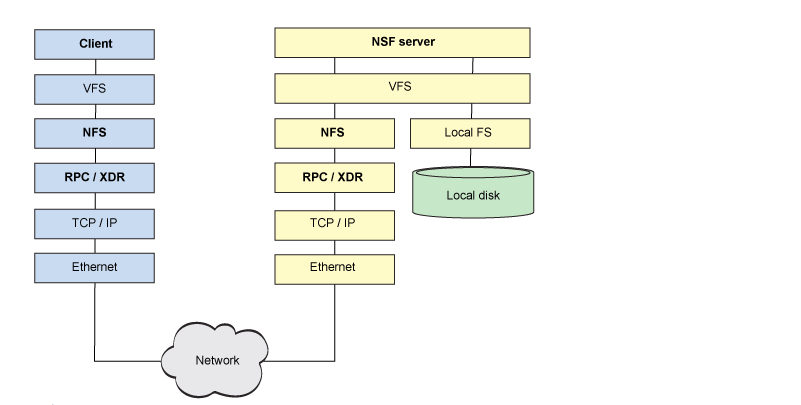 Client
NSF server
VFS
VFS
NFS
NFS
Local FS
RPC / XDR
RPC / XDR
Local disk
TCP / IP
TCP / IP
Ethernet
Ethernet
Network